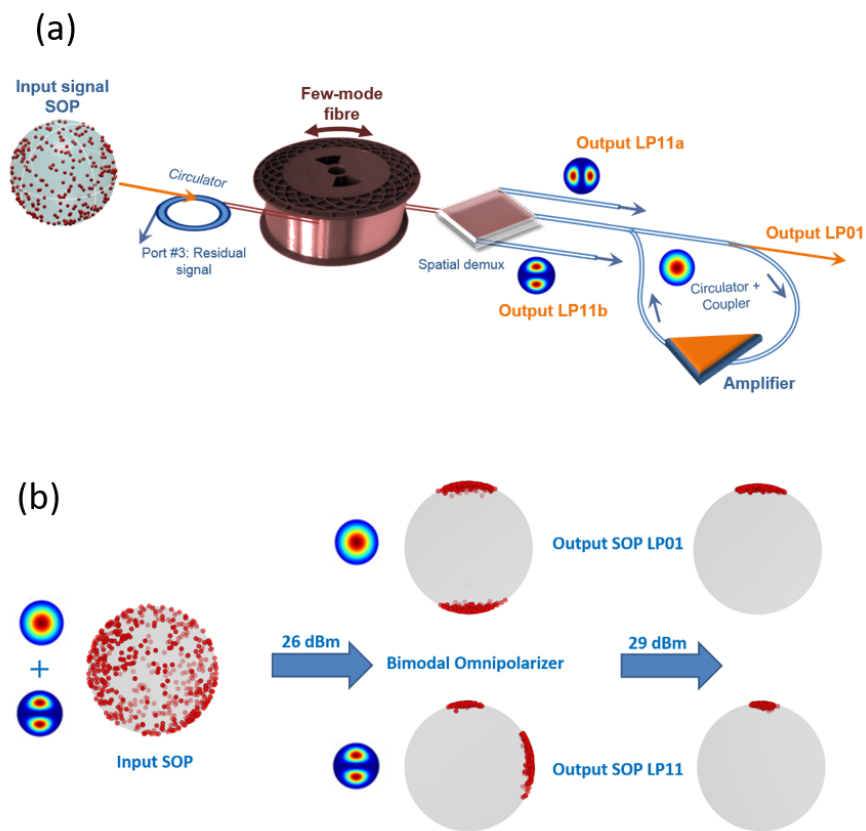 (a)
Input signal
SOP
Few-mode
fibre
Circulator
Port #3: Residual
signal
Output LP11a
Spatial demux
Output LP11b
Output LP01
Circulator +
Coupler
Amplifier
(b)
Input SOP
26 dBm
Output SOP LP01
Bimodal Omnipolarizer
29 dBm
Output SOP LP11
+